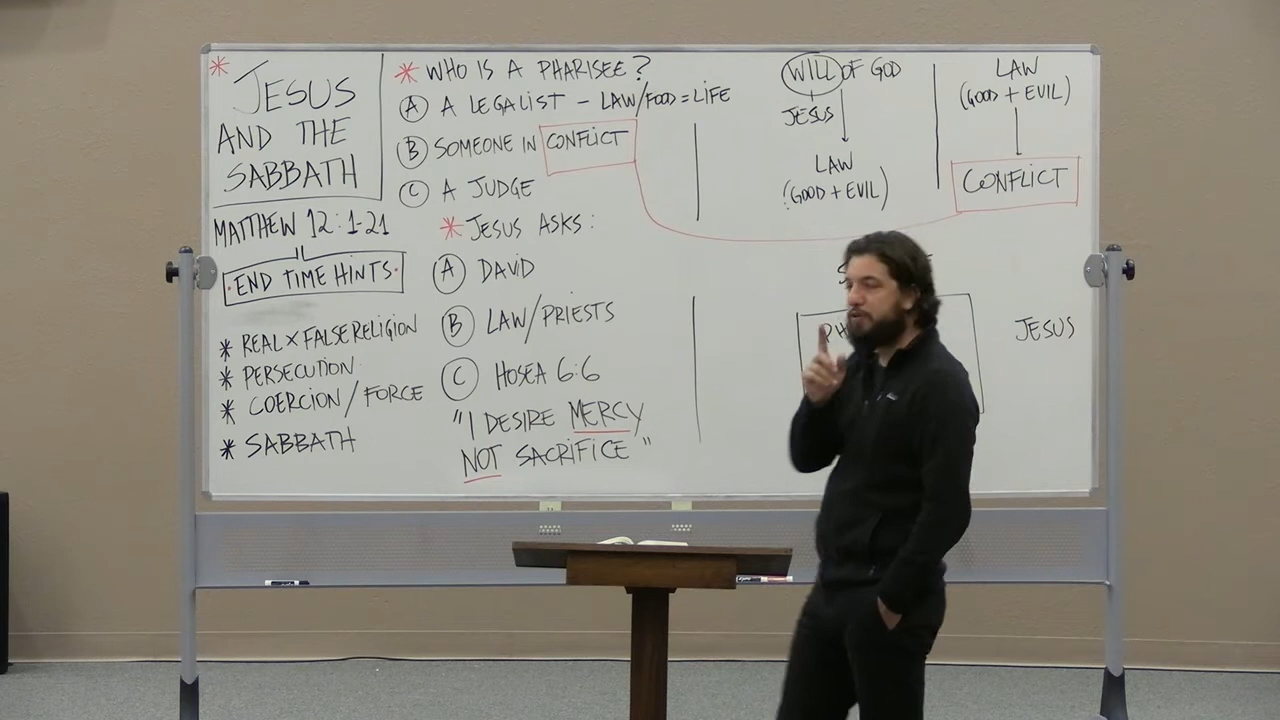 * JESUS
AND THE
SABBATH
MATTHEW 12:1-21
• END TIME HINTS •
* REAL x FALSE RELIGION
* PERSECUTION
* COERCION / FORCE
* SABBATH
* WHO IS A PHARISEE?
A A LEGALIST - LAW/FOOD = LIFE
B SOMEONE IN CONFLICT
C A JUDGE
* JESUS ASKS:
A DAVID
B LAW/PRIESTS
C HOSEA 6:6
"I DESIRE MERCY
NOT SACRIFICE"
WILL OF GOD
JESUS
LAW
(GOOD + EVIL)
LAW
(GOOD + EVIL)
CONFLICT
JESUS